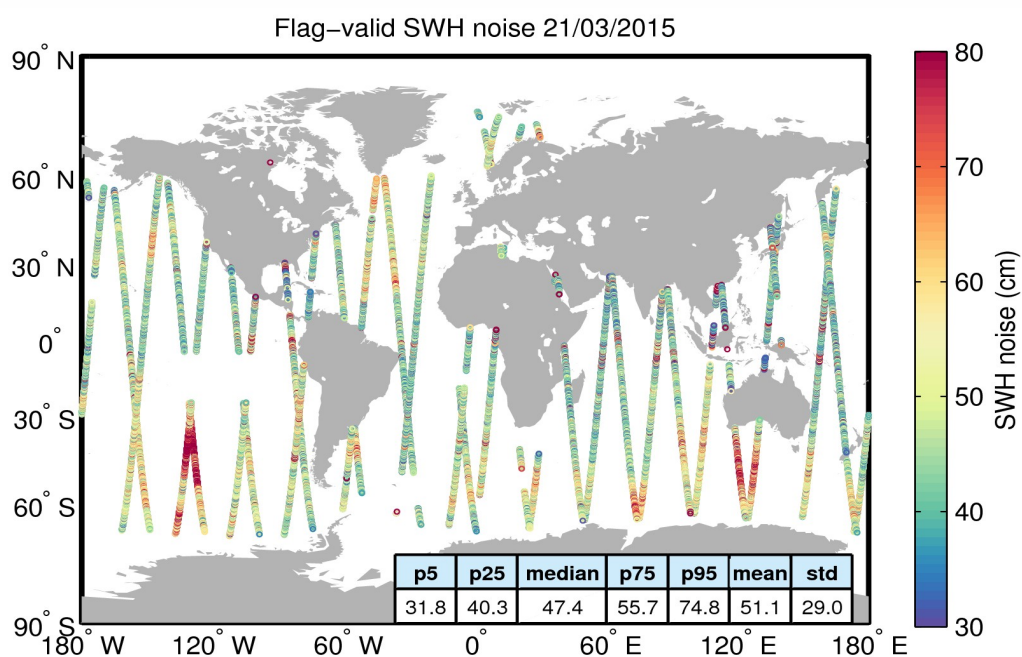 Flag−valid SWH noise 21/03/2015
90° N
60° N
30° N
0°
30° S
60° S
90° S
180° W
120° W
60° W
0°
60° E
120° E
180° E
p5 p25 median p75 p95 mean std
31.8 40.3 47.4 55.7 74.8 51.1 29.0
80
70
60
50
40
30
SWH noise (cm)